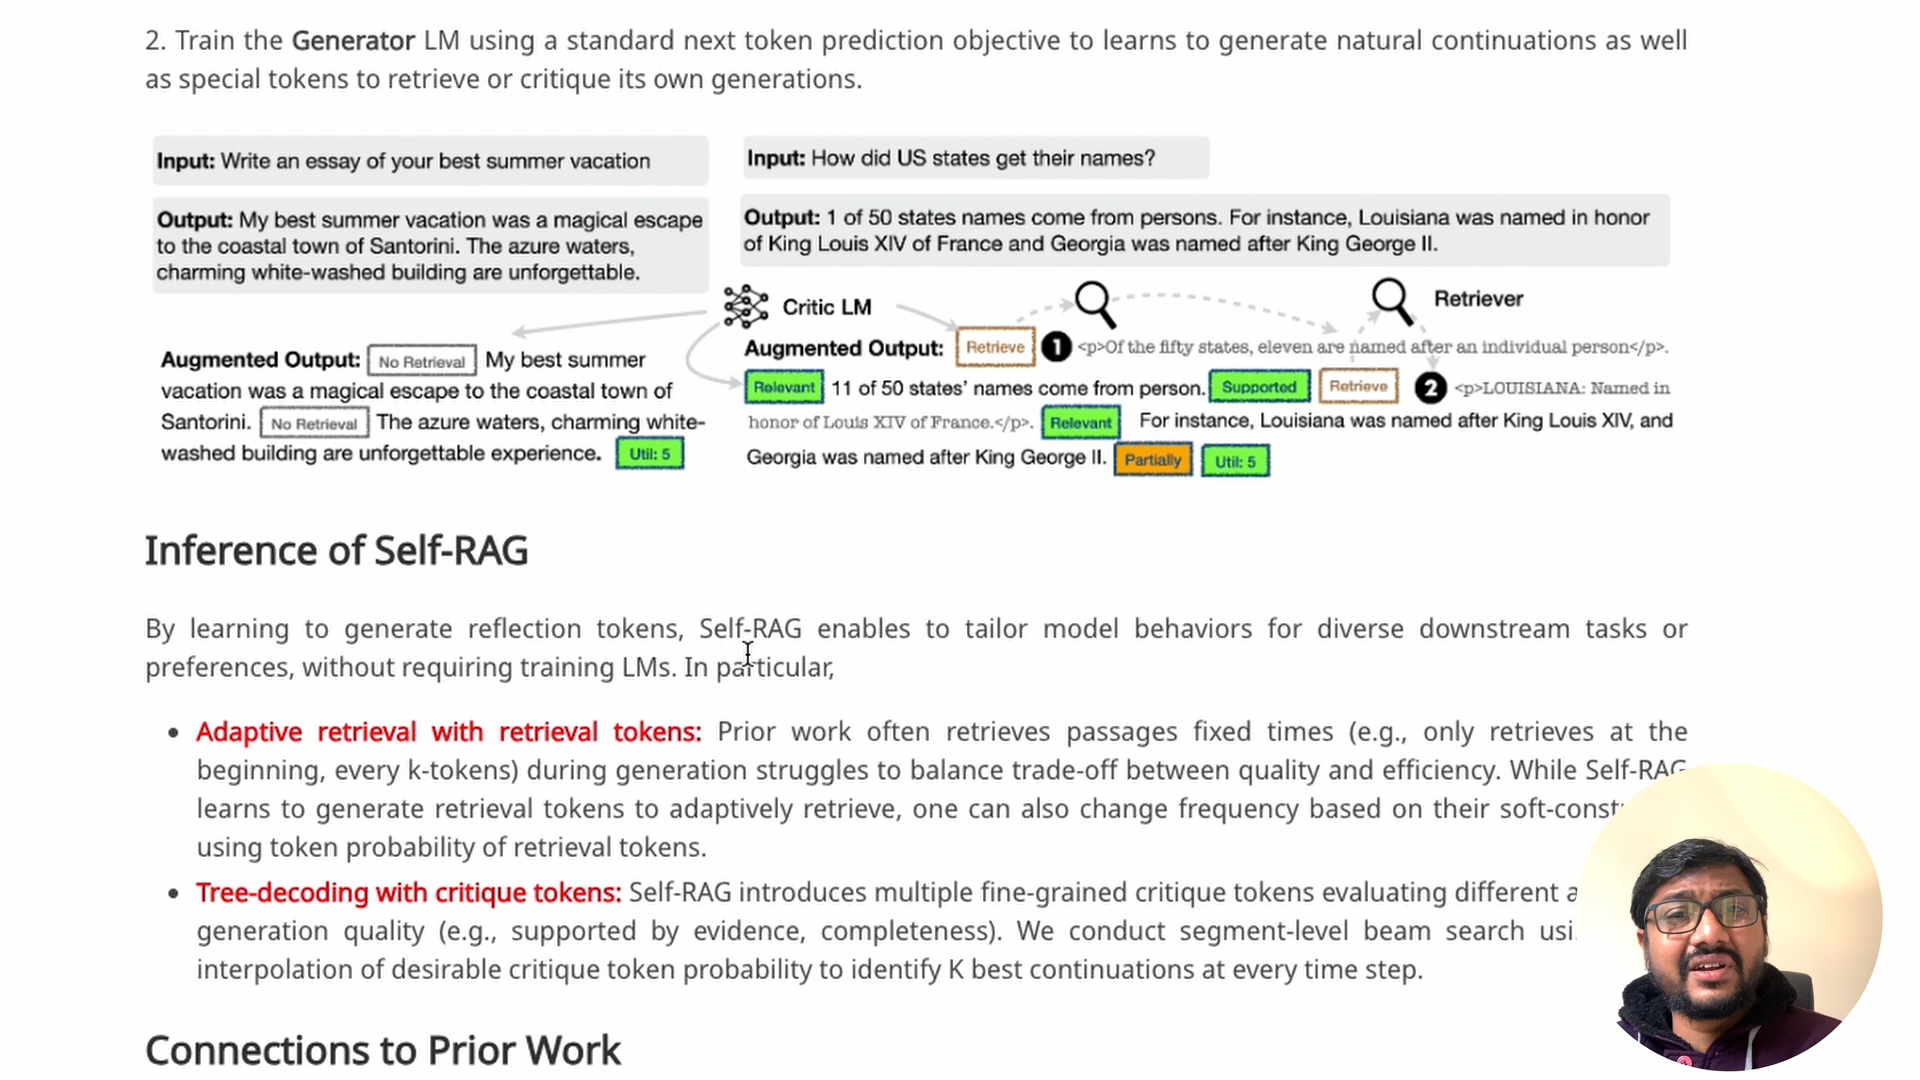 2. Train the Generator LM using a standard next token prediction objective to learns to generate natural continuations as well
as special tokens to retrieve or critique its own generations.
Input: Write an essay of your best summer vacation
Output: My best summer vacation was a magical escape
to the coastal town of Santorini. The azure waters,
charming white-washed building are unforgettable.
Augmented Output: No Retrieval My best summer
vacation was a magical escape to the coastal town of
Santorini. No Retrieval The azure waters, charming white-
washed building are unforgettable experience. Util: 5
Input: How did US states get their names?
Output: 1 of 50 states names come from persons. For instance, Louisiana was named in honor
of King Louis XIV of France and Georgia was named after King George II.
Critic LM
Retriever
Augmented Output: Retrieve 1 <p>Of the fifty states, eleven are named after an individual person</p>.
Relevant 11 of 50 states' names come from person. Supported Retrieve 2 <p>LOUISIANA: Named in
honor of Louis XIV of France.</p>. Relevant For instance, Louisiana was named after King Louis XIV, and
Georgia was named after King George II. Partially Util: 5
Inference of Self-RAG
By learning to generate reflection tokens, Self-RAG enables to tailor model behaviors for diverse downstream tasks or
preferences, without requiring training LMs. In particular,
• Adaptive retrieval with retrieval tokens: Prior work often retrieves passages fixed times (e.g., only retrieves at the
beginning, every k-tokens) during generation struggles to balance trade-off between quality and efficiency. While Self-RAG
learns to generate retrieval tokens to adaptively retrieve, one can also change frequency based on their
using token probability of retrieval tokens.
• Tree-decoding with critique tokens: Self-RAG introduces multiple fine-grained critique tokens evaluating different
generation quality (e.g., supported by evidence, completeness). We conduct segment-level beam search
interpolation of desirable critique token probability to identify K best continuations at every time step.
Connections to Prior Work